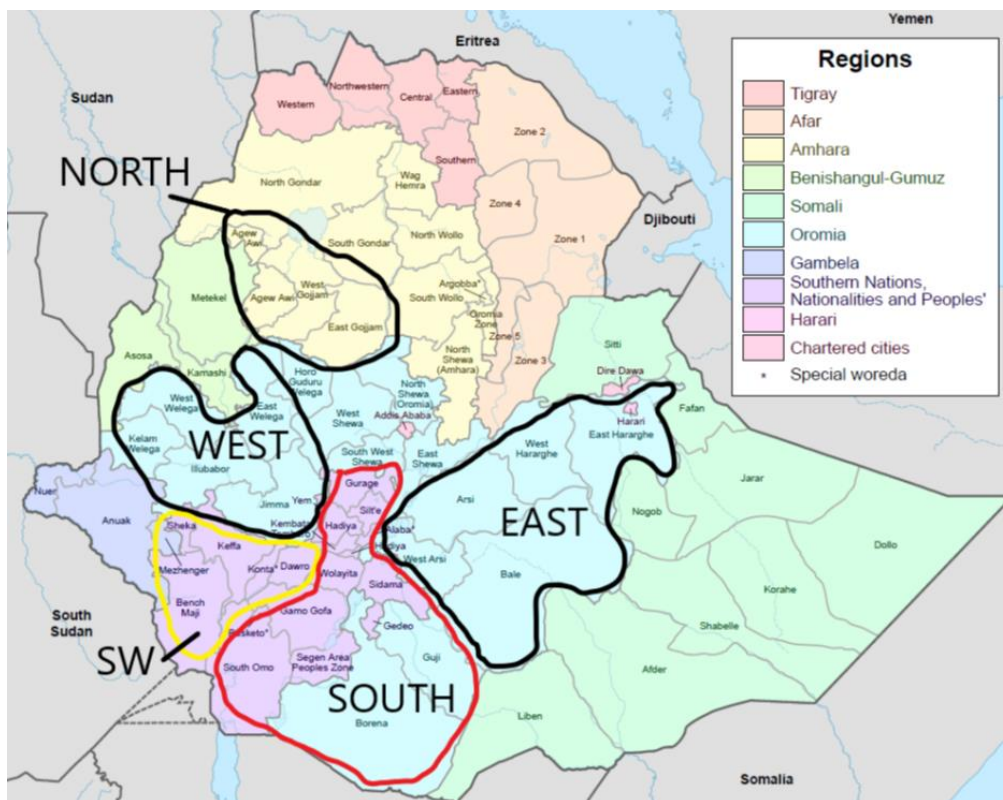 Yemen
Eritrea
Sudan
Regions
Tigray
Afar
Amhara
Benishangul-Gumuz
Somali
Oromia
Gambela
Southern Nations,
Nationalities and Peoples'
Harari
Chartered cities
* Special woreda
Northwestern
Western
Central
Eastern
Southern
Zone 2
NORTH
North Gondar
Wag
Hemra
Zone 4
Djibouti
Agew
Awi
South Gondar
North Wollo
Zone 1
Metekel
Agew Awi
West
Gojjam
Argobba*
South Wollo
Oromia
Zone
East Gojjam
Zone 5
Zone 3
North
Shewa
(Amhara)
Asosa
Kamashi
Sitti
Dire Dawa
Horo
Guduru
Welega
West
Welega
East
Welega
North
Shewa
(Oromia)
West
Shewa
Addis Ababa
Harari
Fafan
East Hararghe
West
Hararghe
Kelam
Welega
WEST
Illubabor
South West
Shewa
East
Shewa
Nuer
Anuak
Jimma
Yem
Gurage
Silt'e
Hadiya
Arsi
EAST
Jarar
Nogob
Dollo
Sheka
Keffa
Alaba*
West Arsi
Bale
Mezhenger
Konta*
Dawro
Wolayita
Sidama
Korahe
Bench
Maji
Gamo Gofa
Gedeo
Shabelle
South
Sudan
Basketo*
SW
South Omo
Segen Area
Peoples Zone
Guji
Afder
SOUTH
Borena
Liben
Somalia